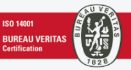 ISO 14001
BUREAU VERITAS
Certification
BUREAU VERITAS
1828